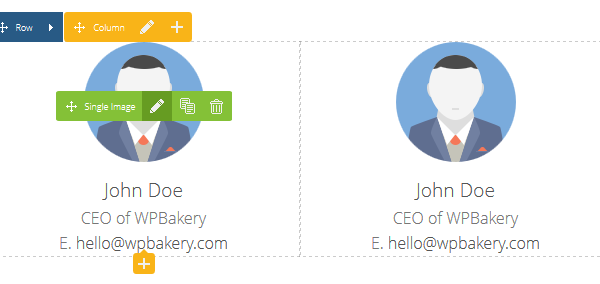 Row Column
Single Image
John Doe John Doe
CEO of WPBakery CEO of WPBakery
E. hello@wpbakery.com E. hello@wpbakery.com